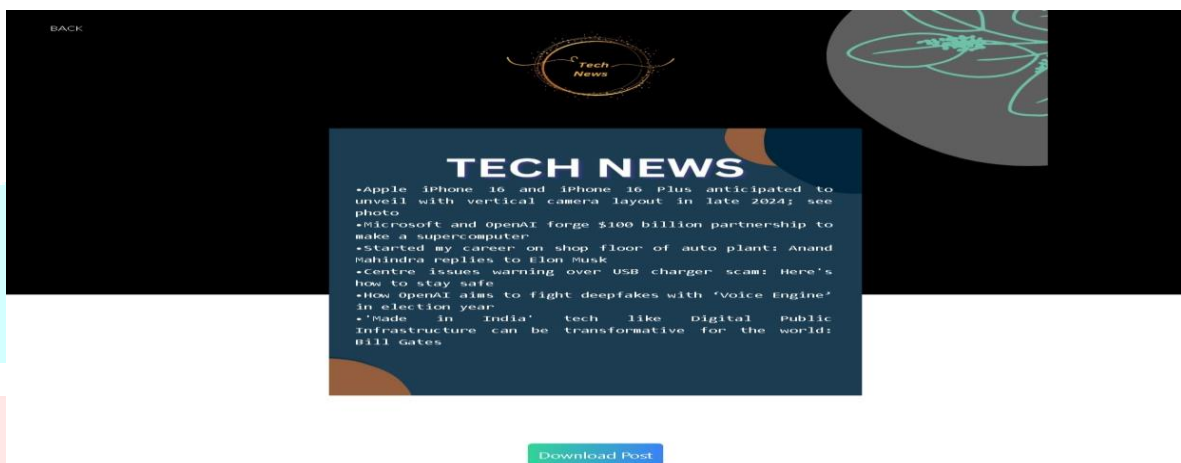 BACK
Tech
News
TECH NEWS
•Apple iPhone 16 and iPhone 16 Plus anticipated to
unveil with vertical camera layout in late 2024; see
photo
•Microsoft and OpenAI forge $100 billion partnership to
make a supercomputer
•Started my career on shop floor of auto plant: Anand
Mahindra replies to Elon Musk
•Centre issues warning over USB charger scam: Here's
how to stay safe
•How OpenAI aims to fight deepfakes with ‘Voice Engine’
in election year
•'Made in India' tech like Digital Public
Infrastructure can be transformative for the world:
Bill Gates
Download Post